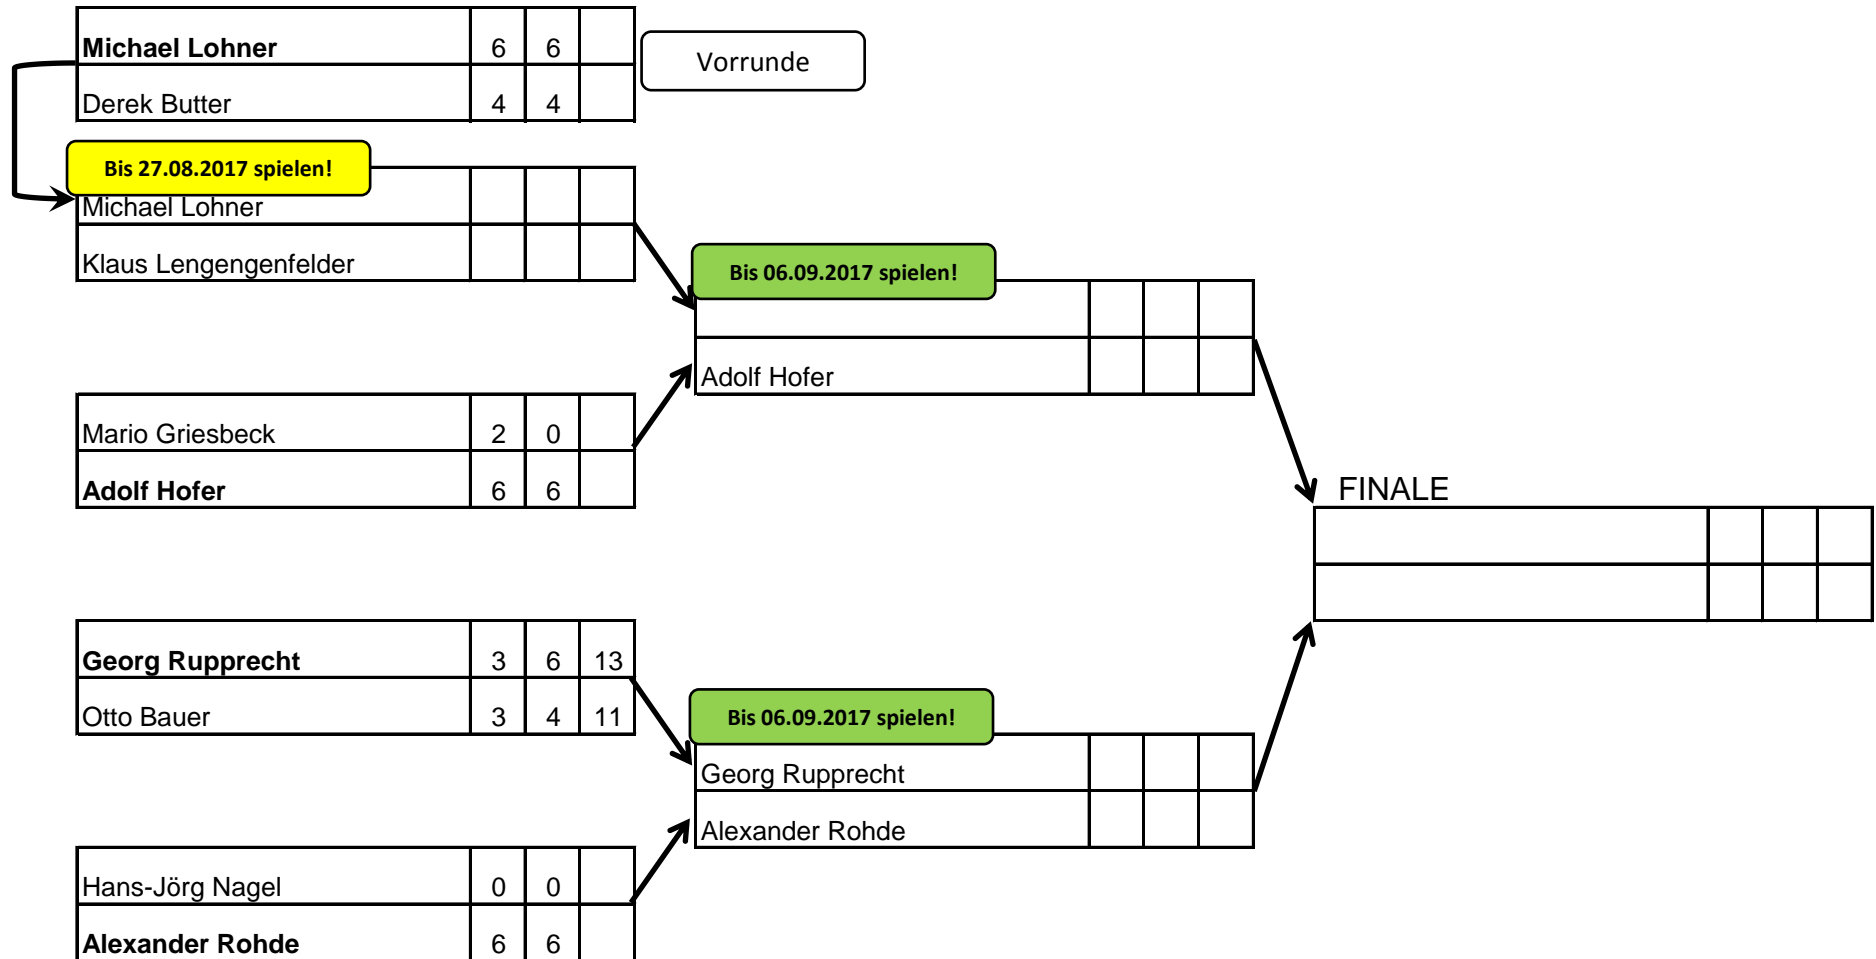 Michael Lohner 6 6
Vorrunde
Derek Butter 4 4
Bis 27.08.2017 spielen!
Michael Lohner
Klaus Lengengenfelder
Bis 06.09.2017 spielen!
Adolf Hofer
Mario Griesbeck 2 0
Adolf Hofer 6 6
FINALE
Georg Rupprecht 3 6 13
Otto Bauer 3 4 11
Bis 06.09.2017 spielen!
Georg Rupprecht
Alexander Rohde
Hans-Jörg Nagel 0 0
Alexander Rohde 6 6